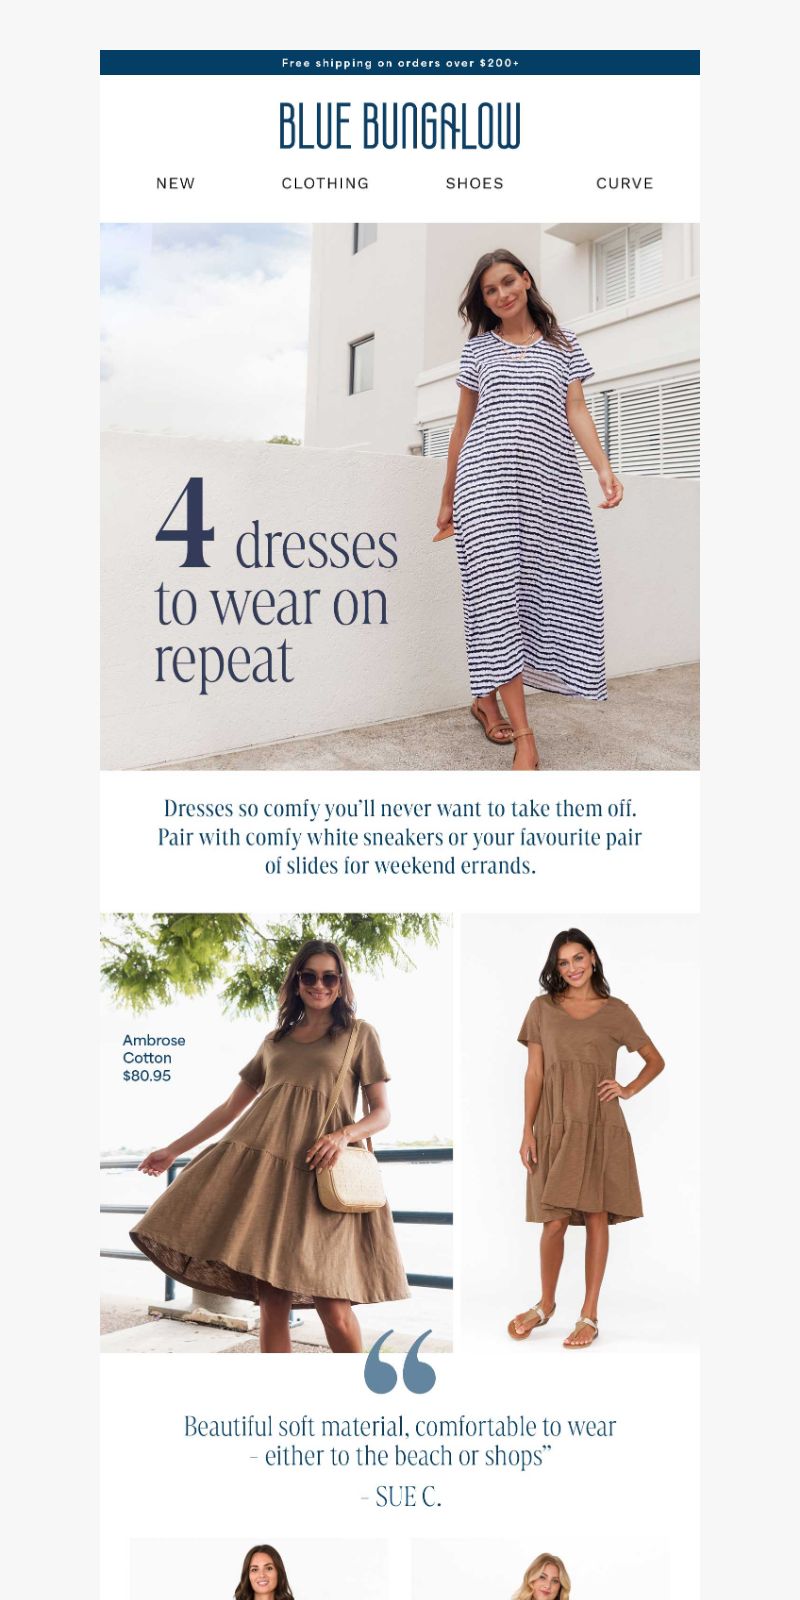 Free shipping on orders over $200+
BLUE BUNGALOW
NEW CLOTHING SHOES CURVE
4 dresses
to wear on
repeat
Dresses so comfy you’ll never want to take them off.
Pair with comfy white sneakers or your favourite pair
of slides for weekend errands.
Ambrose
Cotton
$80.95
“
Beautiful soft material, comfortable to wear
- either to the beach or shops”
- SUE C.